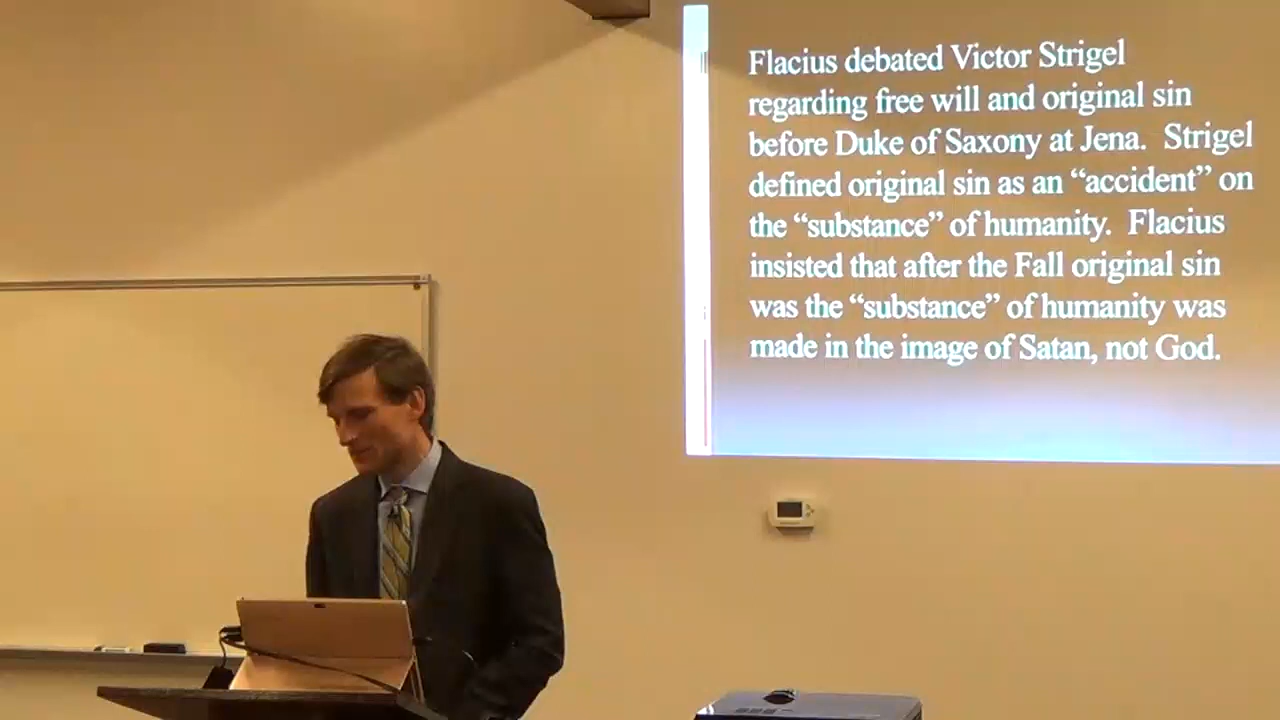 Flacius debated Victor Strigel
regarding free will and original sin
before Duke of Saxony at Jena.  Strigel
defined original sin as an “accident” on
the “substance” of humanity.  Flacius
insisted that after the Fall original sin
was the “substance” of humanity was
made in the image of Satan, not God.